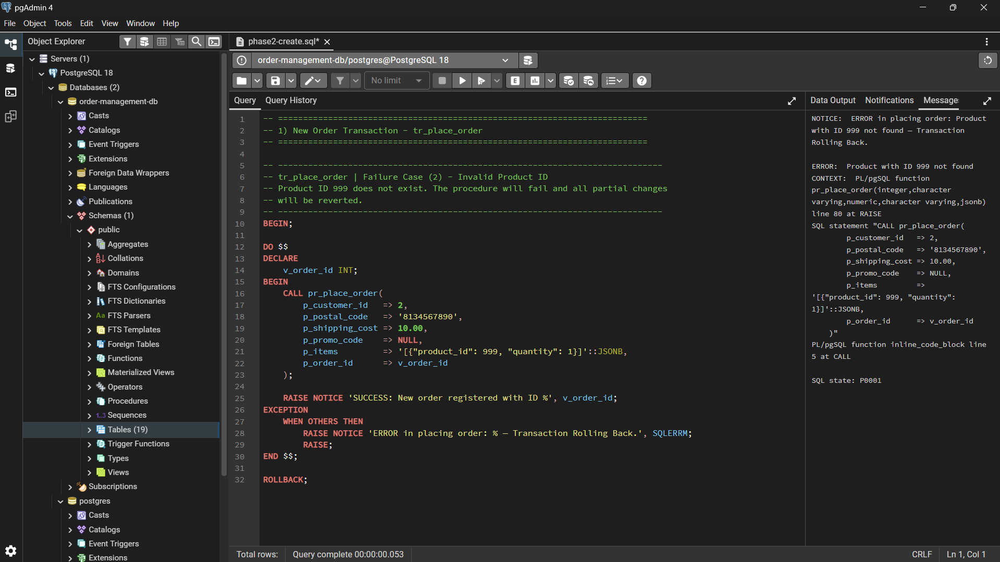 pgAdmin 4
File Object Tools Edit View Window Help
Object Explorer
Servers (1)
PostgreSQL 18
Databases (2)
order-management-db
Casts
Catalogs
Event Triggers
Extensions
Foreign Data Wrappers
Languages
Publications
Schemas (1)
public
Aggregates
Collations
Domains
FTS Configurations
FTS Dictionaries
Aa FTS Parsers
FTS Templates
Foreign Tables
Functions
Materialized Views
Operators
Procedures
1..3 Sequences
Tables (19)
Trigger Functions
Types
Views
Subscriptions
postgres
Casts
Catalogs
Event Triggers
Extensions
phase2-create.sql*
order-management-db/postgres@PostgreSQL 18
No limit
E
Query Query History
1 -- ==========================================================================
2 -- 1) New Order Transaction - tr_place_order
3 -- ==========================================================================
4
5 -- -----------------------------------------------------------------------------
6 -- tr_place_order | Failure Case (2) - Invalid Product ID
7 -- Product ID 999 does not exist. The procedure will fail and all partial changes
8 -- will be reverted.
9 -- -----------------------------------------------------------------------------
10 BEGIN;
11
12 DO $$
13 DECLARE
14 v_order_id INT;
15 BEGIN
16 CALL pr_place_order(
17 p_customer_id => 2,
18 p_postal_code => '8134567890',
19 p_shipping_cost => 10.00,
20 p_promo_code => NULL,
21 p_items => '[{"product_id": 999, "quantity": 1}]'::JSONB,
22 p_order_id => v_order_id
23 );
24
25 RAISE NOTICE 'SUCCESS: New order registered with ID %', v_order_id;
26 EXCEPTION
27 WHEN OTHERS THEN
28 RAISE NOTICE 'ERROR in placing order: % — Transaction Rolling Back.', SQLERRM;
29 RAISE;
30 END $$;
31
32 ROLLBACK;
Data Output Notifications Message
NOTICE: ERROR in placing order: Product
with ID 999 not found — Transaction
Rolling Back.
ERROR: Product with ID 999 not found
CONTEXT: PL/pgSQL function
pr_place_order(integer,character
varying,numeric,character varying,jsonb)
line 80 at RAISE
SQL statement "CALL pr_place_order(
p_customer_id => 2,
p_postal_code => '8134567890',
p_shipping_cost => 10.00,
p_promo_code => NULL,
p_items =>
'[{"product_id": 999, "quantity":
1}]'::JSONB,
p_order_id => v_order_id
)"
PL/pgSQL function inline_code_block line
5 at CALL
SQL state: P0001
Total rows: Query complete 00:00:00.053
CRLF Ln 1, Col 1